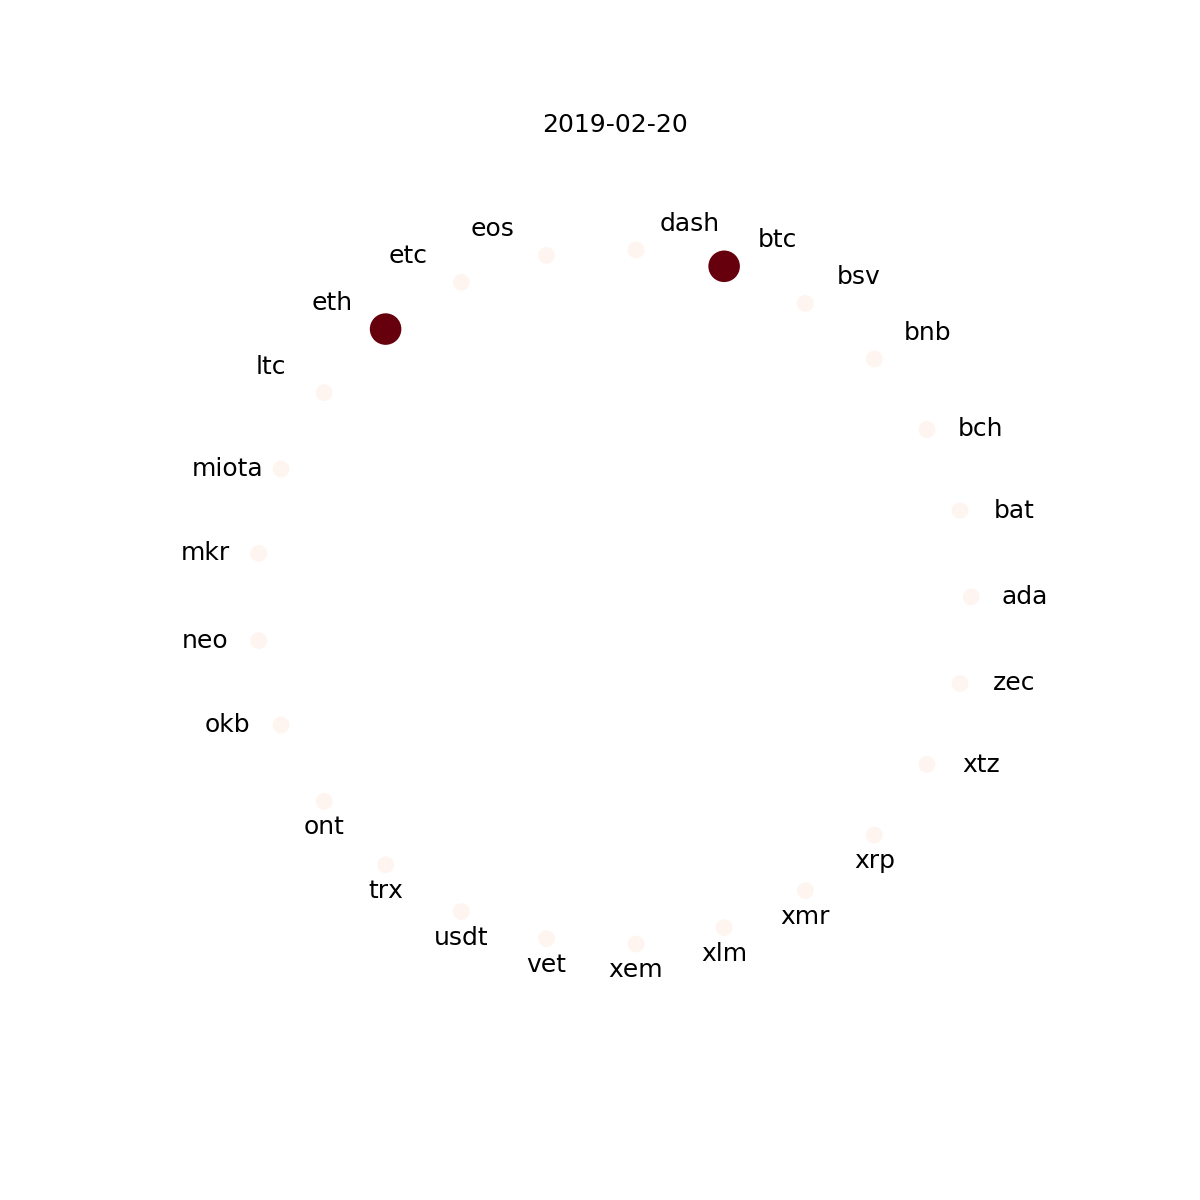 2019-02-20
dash
eos
btc
etc
bsv
eth
bnb
ltc
bch
miota
bat
mkr
ada
neo
zec
okb
xtz
ont
xrp
trx
xmr
usdt
xlm
vet
xem